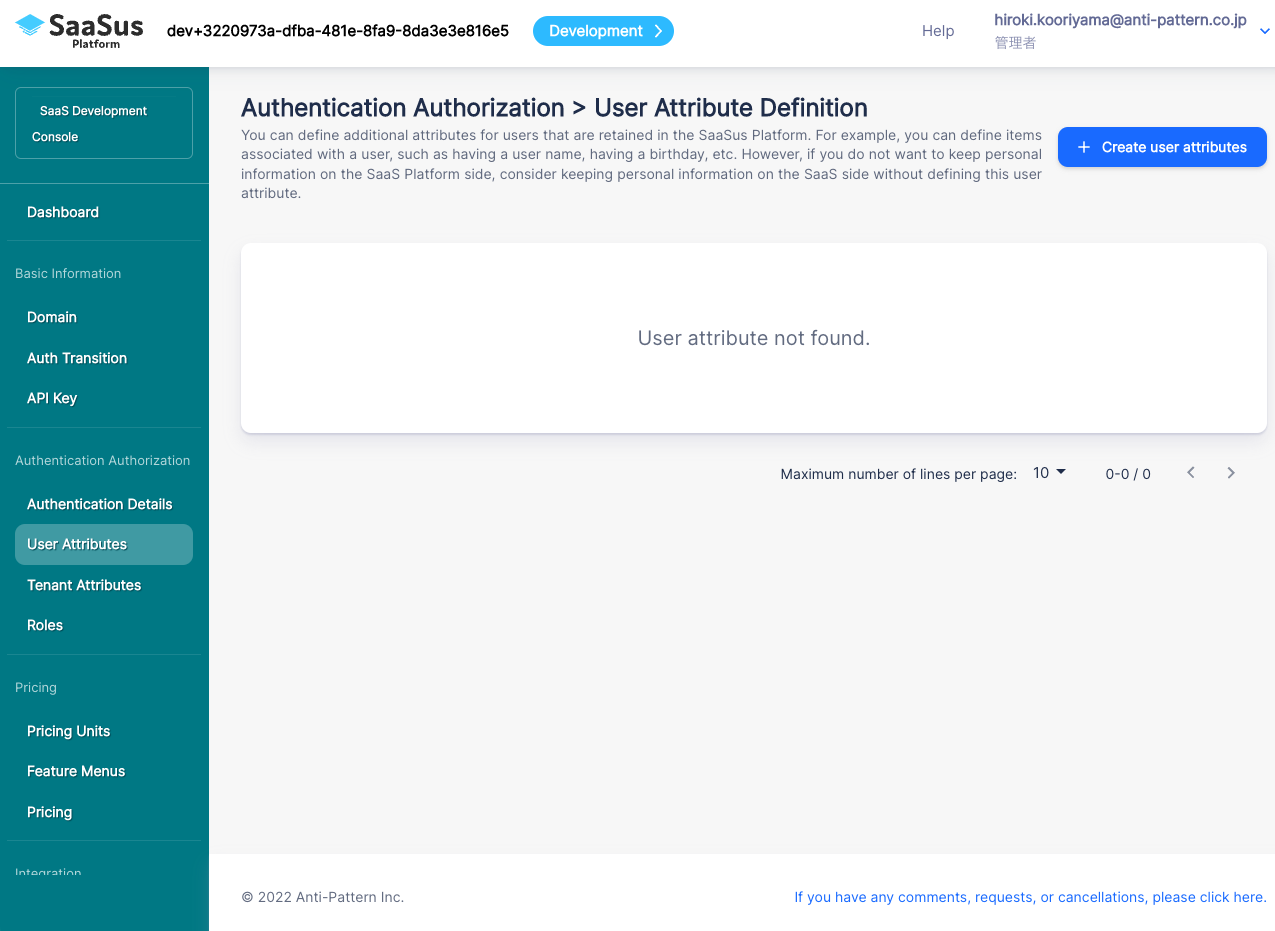 SaaSus
Platform
dev+3220973a-dfba-481e-8fa9-8da3e3e816e5
Development
Help
hiroki.kooriyama@anti-pattern.co.jp
管理者
SaaS Development
Console
Dashboard
Basic Information
Domain
Auth Transition
API Key
Authentication Authorization
Authentication Details
User Attributes
Tenant Attributes
Roles
Pricing
Pricing Units
Feature Menus
Pricing
Integration
Authentication Authorization > User Attribute Definition
You can define additional attributes for users that are retained in the SaaSus Platform. For example, you can define items
associated with a user, such as having a user name, having a birthday, etc. However, if you do not want to keep personal
information on the SaaS Platform side, consider keeping personal information on the SaaS side without defining this user
attribute.
+ Create user attributes
User attribute not found.
Maximum number of lines per page: 10 0-0 / 0
© 2022 Anti-Pattern Inc.
If you have any comments, requests, or cancellations, please click here.